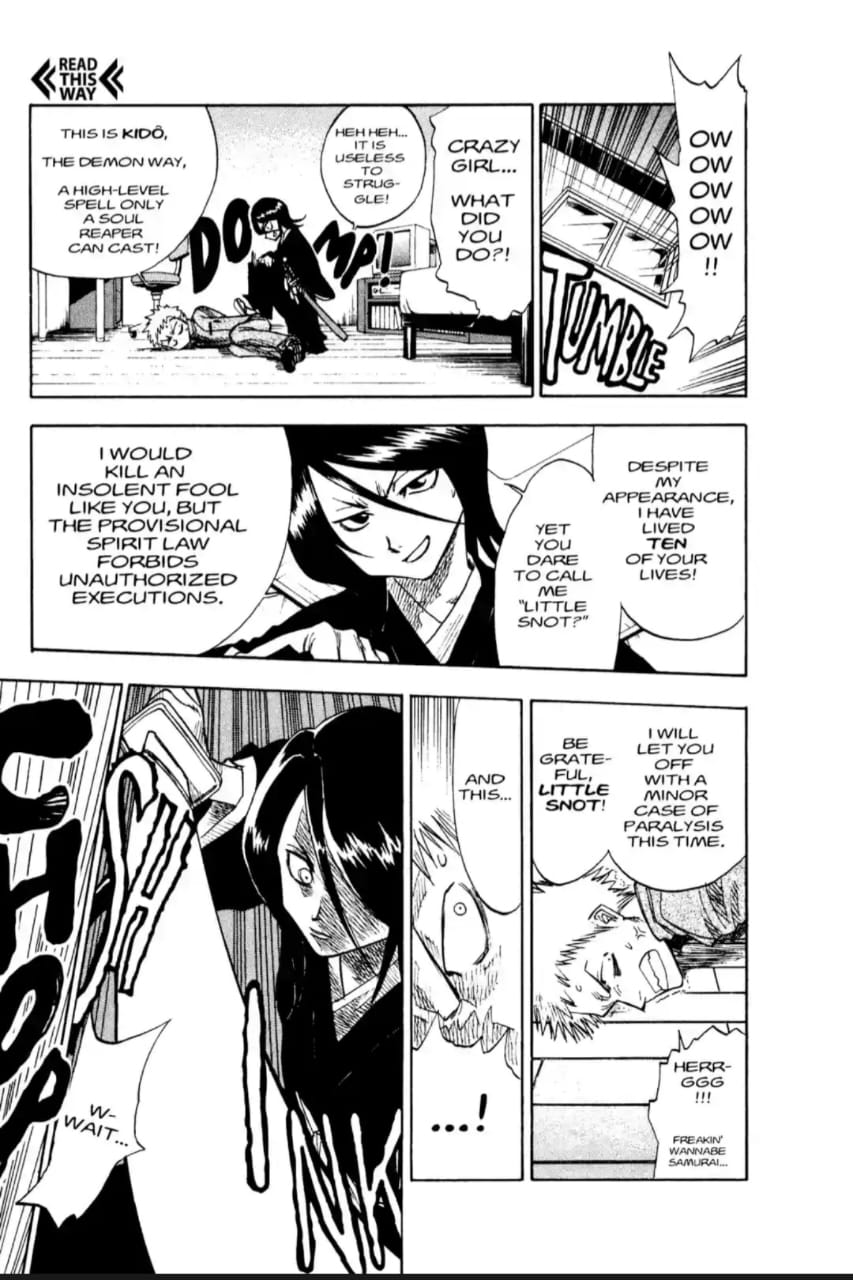 READ
THIS
WAY
OW
OW
OW
OW
OW
!!
TUMBLE
CRAZY
GIRL...
WHAT
DID
YOU
DO?!
HEH HEH...
IT IS
USELESS
TO
STRUG-
GLE!
DOMP!
THIS IS KIDÔ,
THE DEMON WAY,
A HIGH-LEVEL
SPELL ONLY
A SOUL
REAPER
CAN CAST!
DESPITE
MY
APPEARANCE,
I HAVE
LIVED
TEN
OF YOUR
LIVES!
YET
YOU
DARE
TO CALL
ME
"LITTLE
SNOT?"
I WOULD
KILL AN
INSOLENT FOOL
LIKE YOU, BUT
THE PROVISIONAL
SPIRIT LAW
FORBIDS
UNAUTHORIZED
EXECUTIONS.
I WILL
LET YOU
OFF
WITH A
MINOR
CASE OF
PARALYSIS
THIS TIME.
BE
GRATE-
FUL,
LITTLE
SNOT!
HERR-
GGG
!!!
FREAKIN'
WANNABE
SAMURAI...
AND
THIS...
...!
W-
WAIT...
CHOP